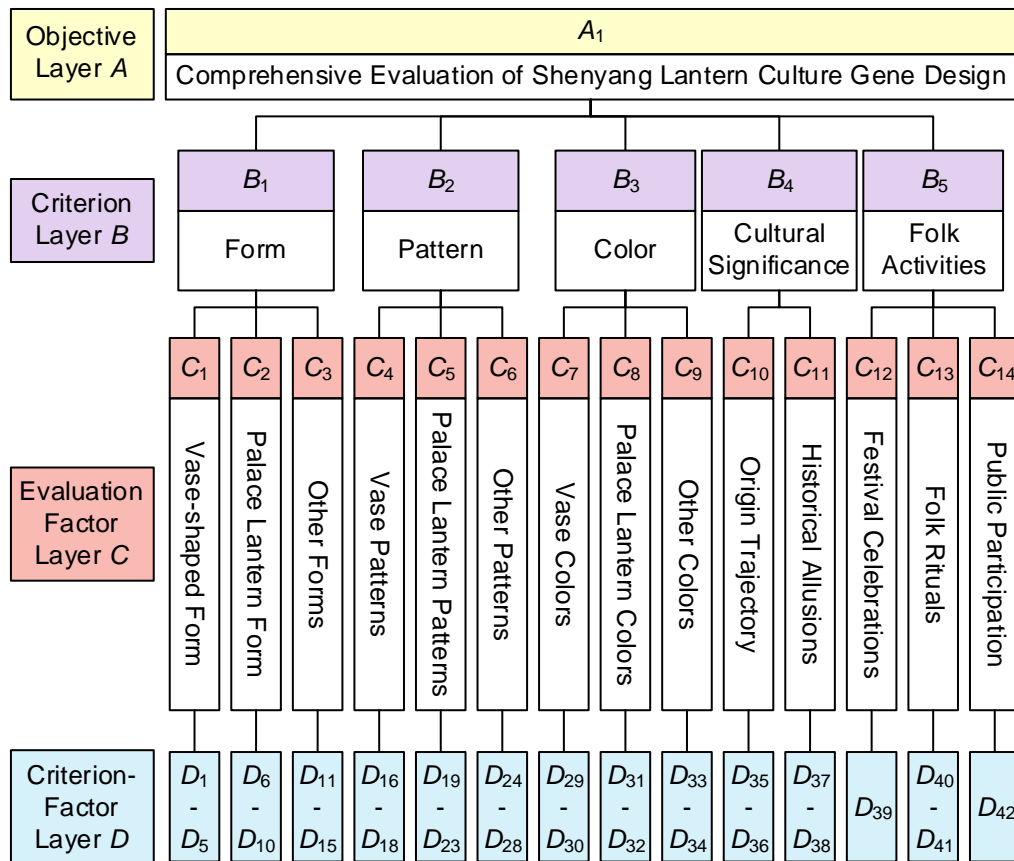 Objective
Layer A
A1
Comprehensive Evaluation of Shenyang Lantern Culture Gene Design
Criterion
Layer B
B1
Form
B2
Pattern
B3
Color
B4
Cultural
Significance
B5
Folk
Activities
Evaluation
Factor
Layer C
C1
Vase-shaped Form
C2
Palace Lantern Form
C3
Other Forms
C4
Vase Patterns
C5
Palace Lantern Patterns
C6
Other Patterns
C7
Vase Colors
C8
Palace Lantern Colors
C9
Other Colors
C10
Origin Trajectory
C11
Historical Allusions
C12
Festival Celebrations
C13
Folk Rituals
C14
Public Participation
Criterion-
Factor
Layer D
D1
-
D5
D6
-
D10
D11
-
D15
D16
-
D18
D19
-
D23
D24
-
D28
D29
-
D30
D31
-
D32
D33
-
D34
D35
-
D36
D37
-
D38
D39
D40
-
D41
D42